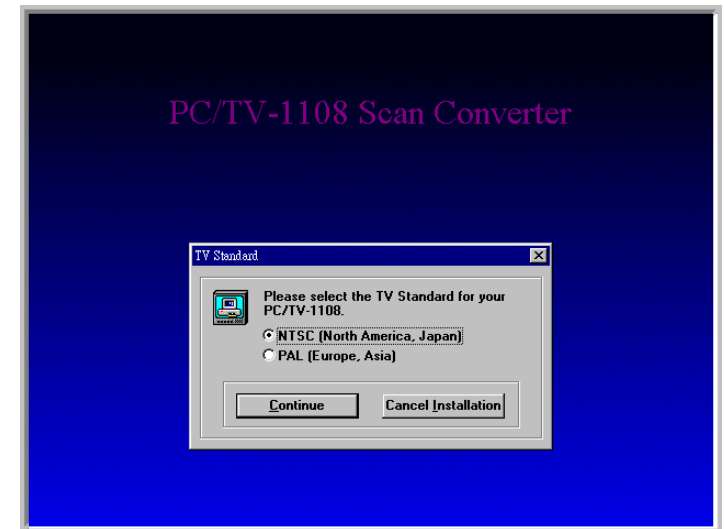 PC/TV-1108 Scan Converter
TV Standard
Please select the TV Standard for your
PC/TV-1108.
NTSC (North America, Japan)
PAL (Europe, Asia)
Continue
Cancel Installation